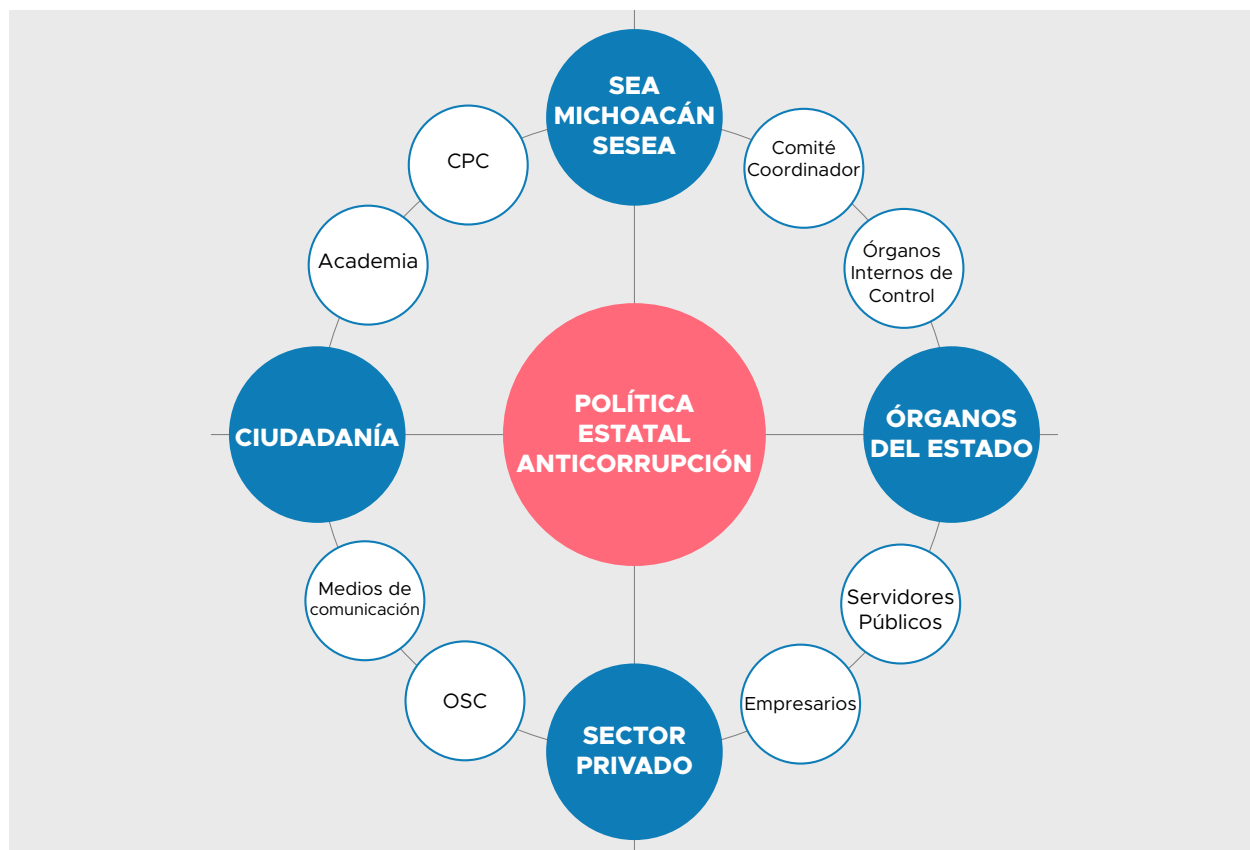 SEA
MICHOACÁN
SESEA
CPC
Comité
Coordinador
Academia
Órganos
Internos de
Control
CIUDADANÍA
POLÍTICA
ESTATAL
ANTICORRUPCIÓN
ÓRGANOS
DEL ESTADO
Medios de
comunicación
Servidores
Públicos
OSC
Empresarios
SECTOR
PRIVADO